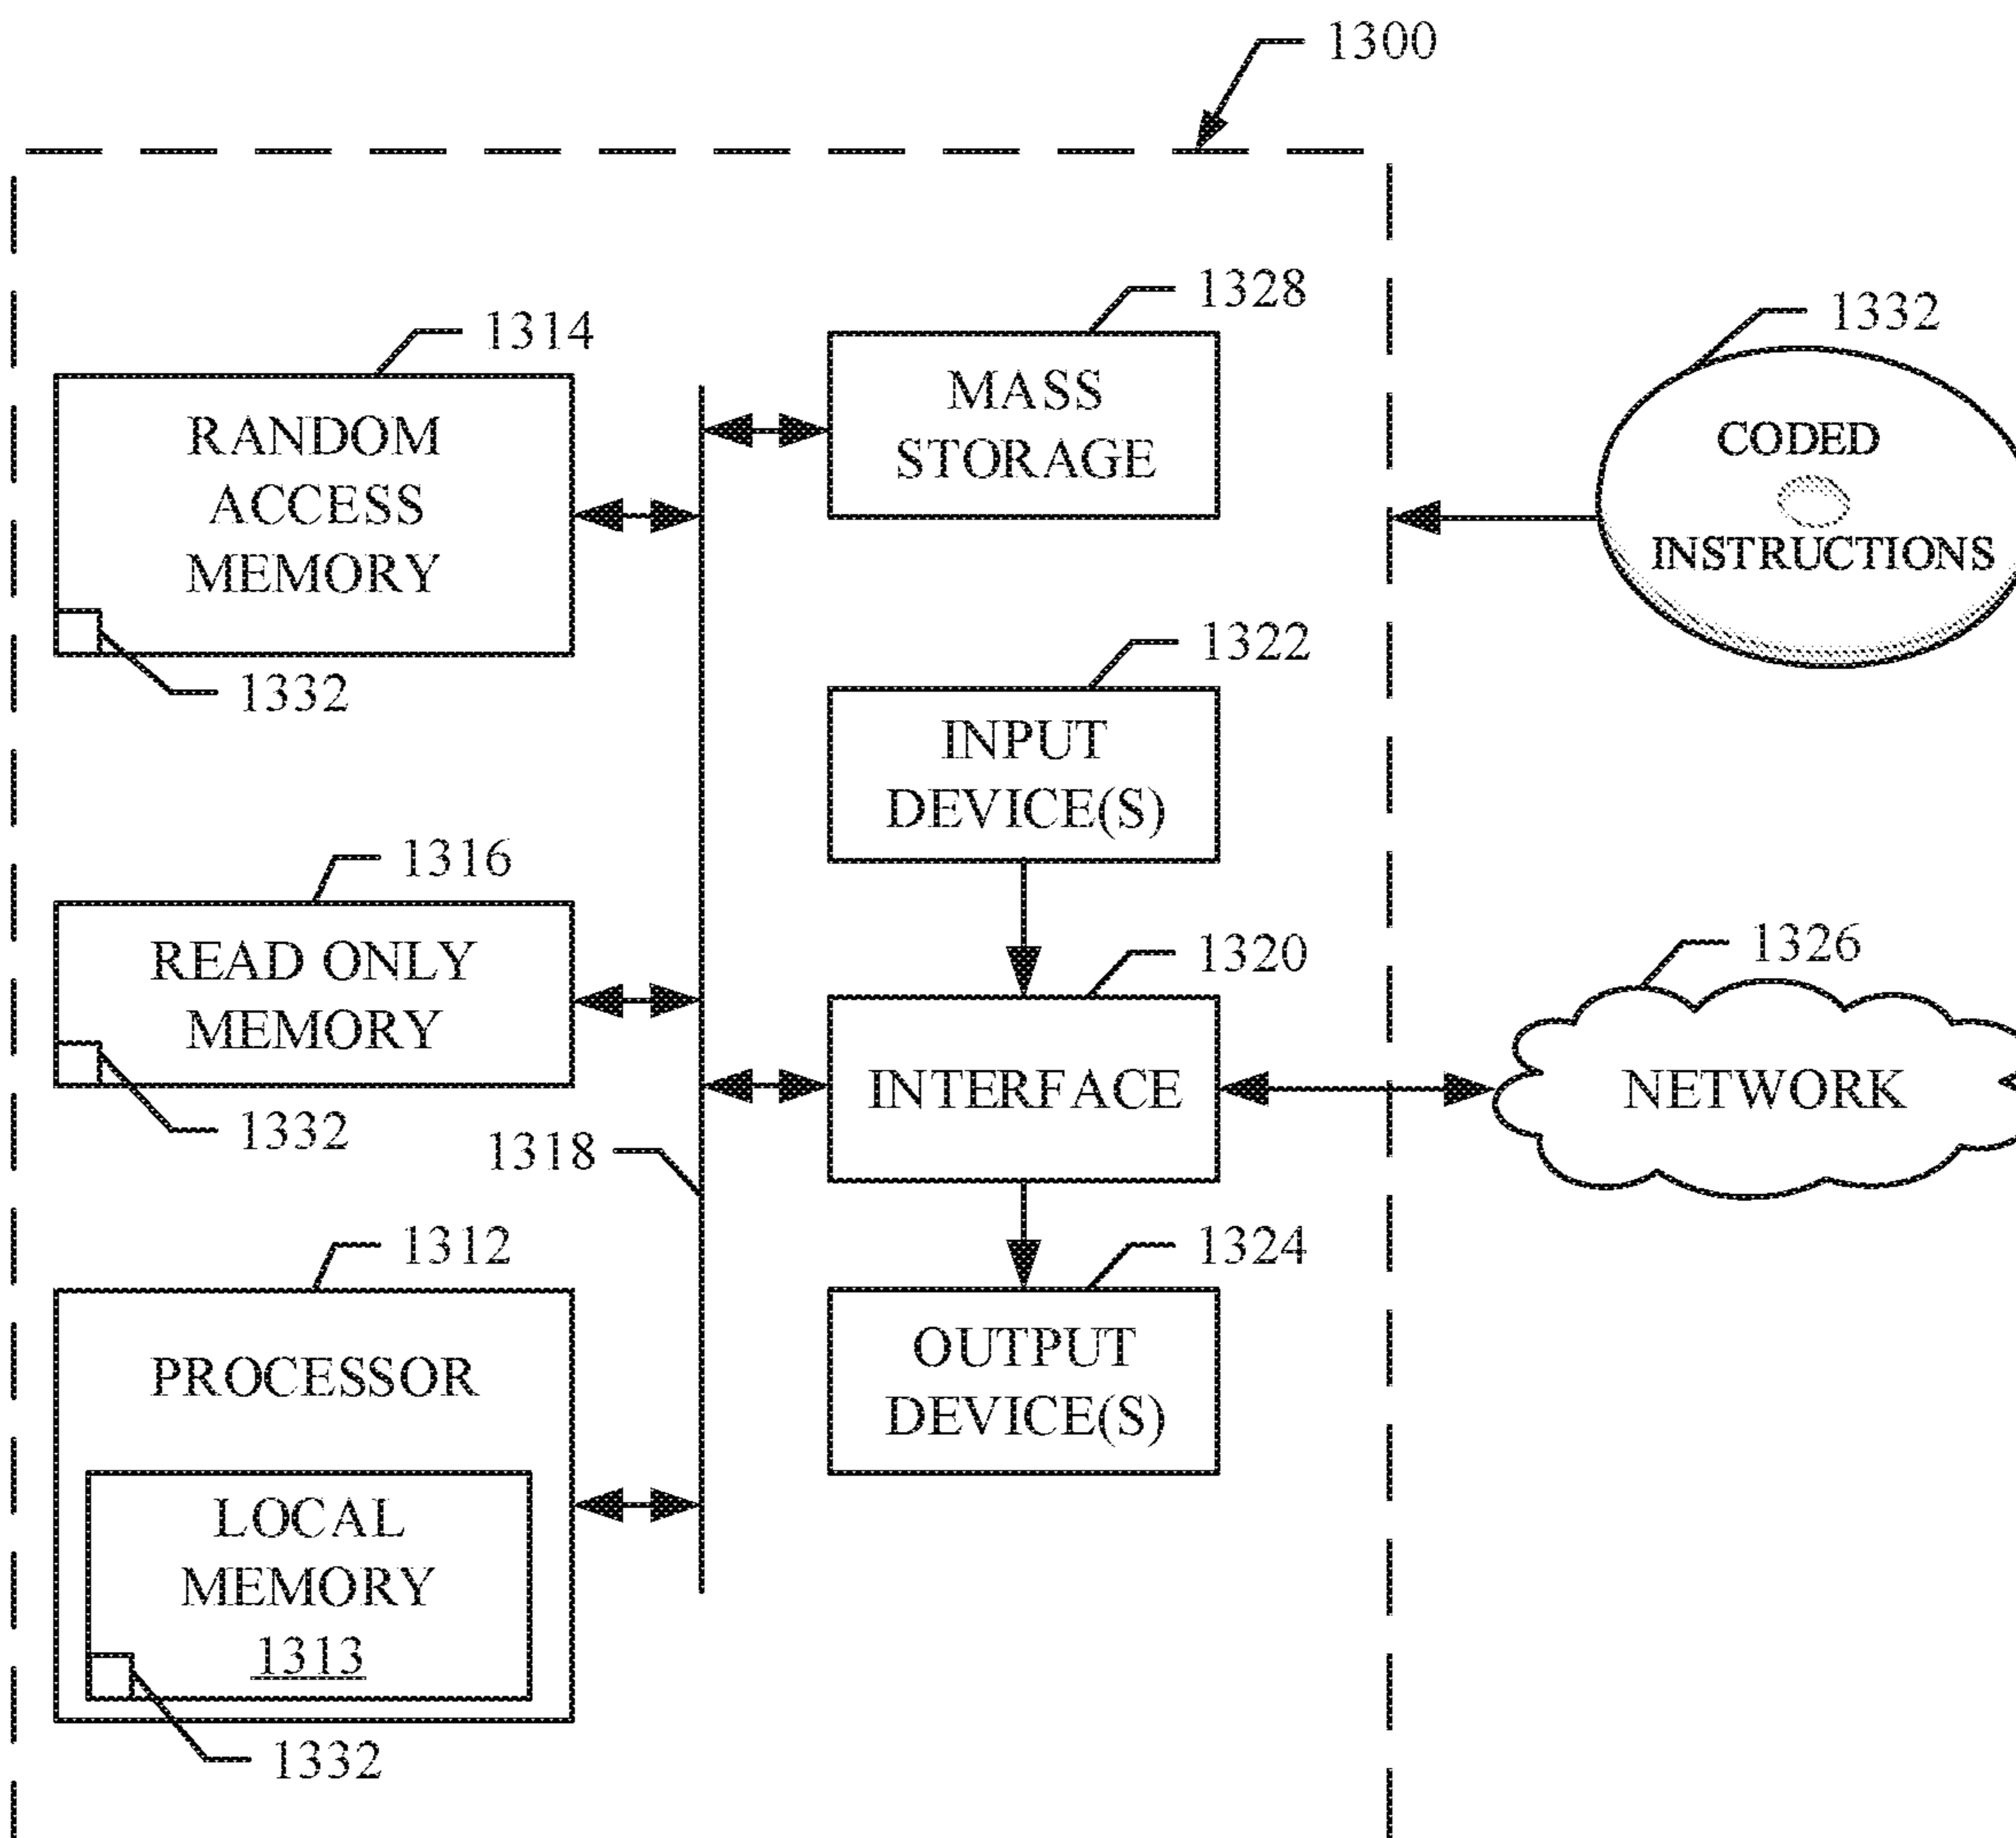 1300
1328
MASS
STORAGE
1314
RANDOM
ACCESS
MEMORY
1332
1332
CODED
INSTRUCTIONS
1322
INPUT
DEVICE(S)
1316
READ ONLY
MEMORY
1332
1320
INTERFACE
1326
NETWORK
1318
1312
PROCESSOR
LOCAL
MEMORY
1313
1332
1324
OUTPUT
DEVICE(S)